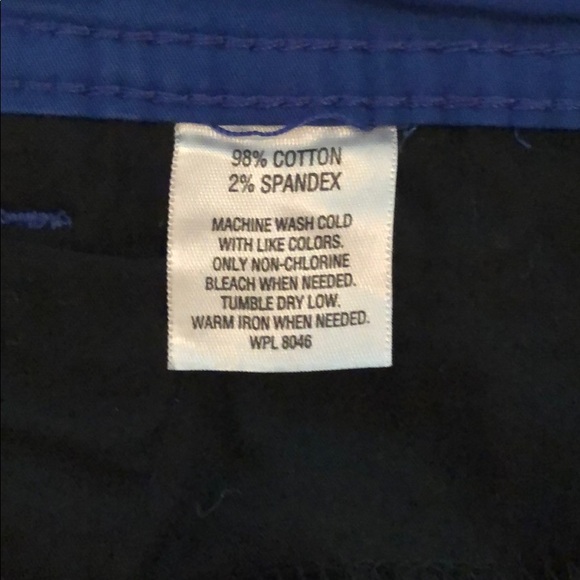 98% COTTON
2% SPANDEX
MACHINE WASH COLD
WITH LIKE COLORS.
ONLY NON-CHLORINE
BLEACH WHEN NEEDED.
TUMBLE DRY LOW.
WARM IRON WHEN NEEDED.
WPL 8046